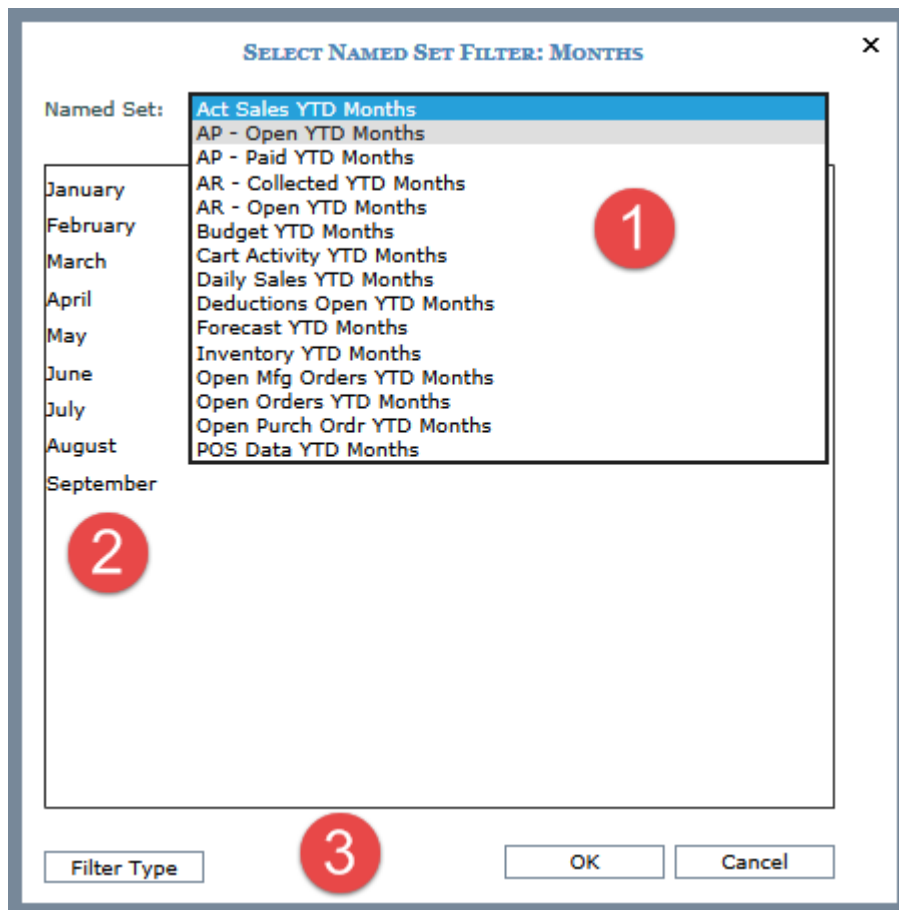 SELECT NAMED SET FILTER: MONTHS
×
Named Set:
Act Sales YTD Months
AP - Open YTD Months
AP - Paid YTD Months
AR - Collected YTD Months
AR - Open YTD Months
Budget YTD Months
Cart Activity YTD Months
Daily Sales YTD Months
Deductions Open YTD Months
Forecast YTD Months
Inventory YTD Months
Open Mfg Orders YTD Months
Open Orders YTD Months
Open Purch Ordr YTD Months
POS Data YTD Months
1
January
February
March
April
May
June
July
August
September
2
3
Filter Type
OK
Cancel